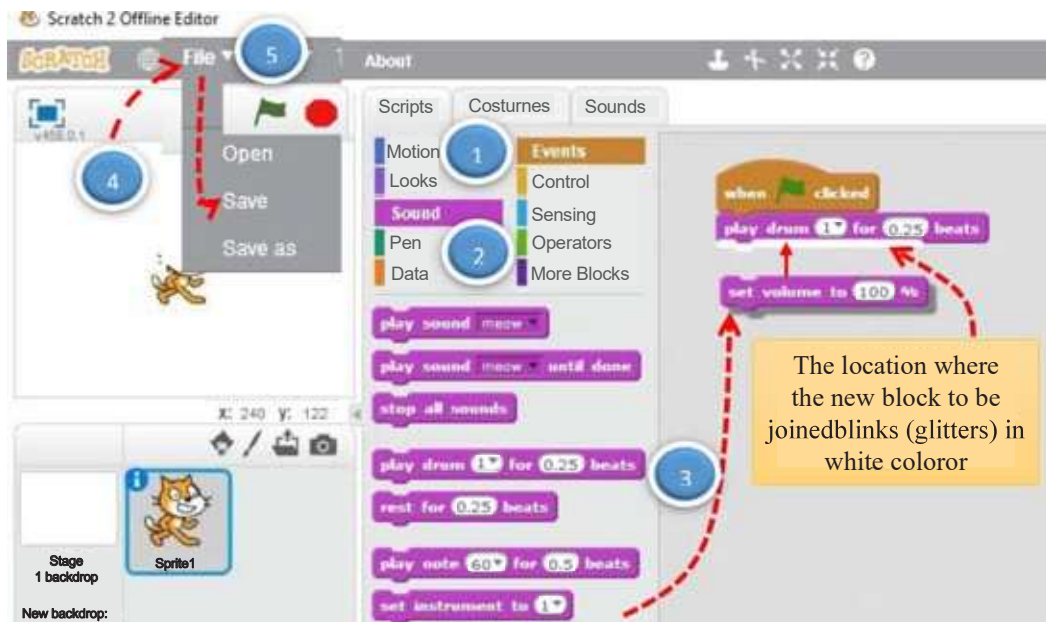 Scratch 2 Offline Editor
SCRATCH
File
5
About
v458.0.1
4
Open
Save
Save as
x: 240 y: 122
Stage
1 backdrop
New backdrop:
Sprite1
Scripts
Costurnes
Sounds
Motion
1
Events
Looks
Control
Sound
Sensing
Pen
2
Operators
Data
More Blocks
play sound meow
play sound meow until done
stop all sounds
play drum 1 for 0.25 beats
rest for 0.25 beats
play note 60 for 0.5 beats
set instrument to 1
3
when clicked
play drum 1 for 0.25 beats
set volume to 100 %
The location where
the new block to be
joinedblinks (glitters) in
white coloror